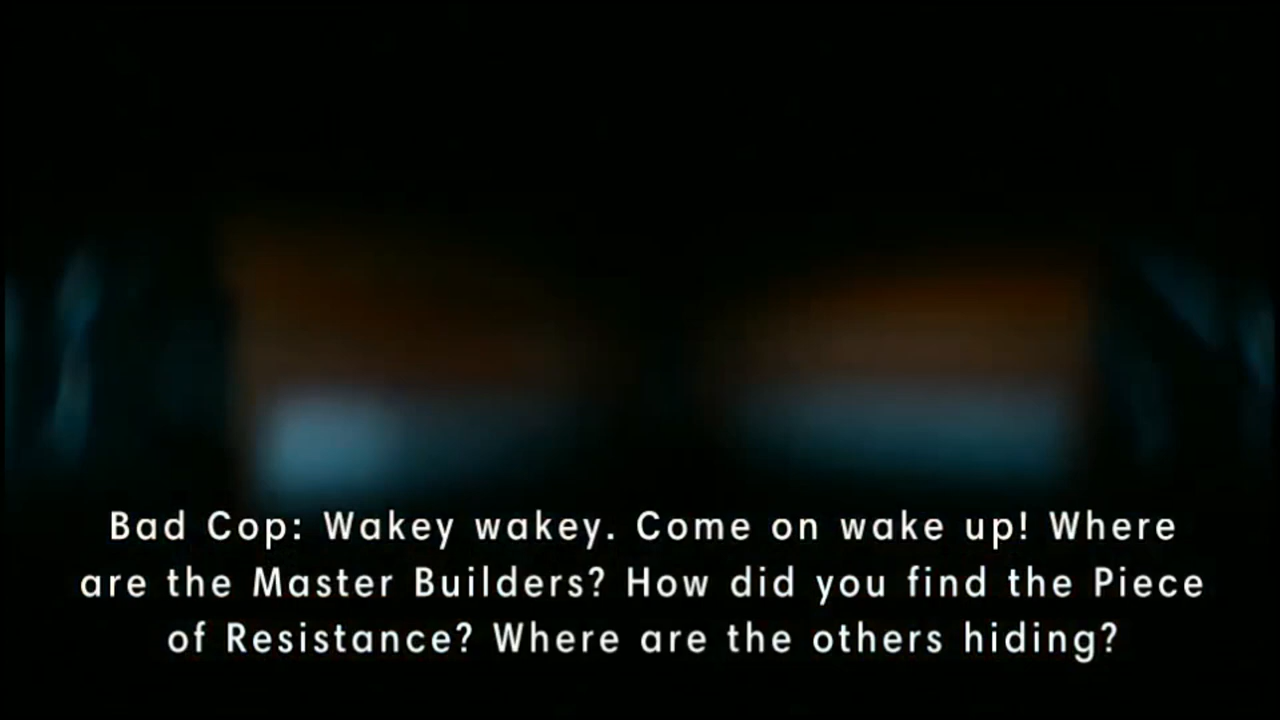 Bad Cop: Wakey wakey. Come on wake up! Where
are the Master Builders? How did you find the Piece
of Resistance? Where are the others hiding?